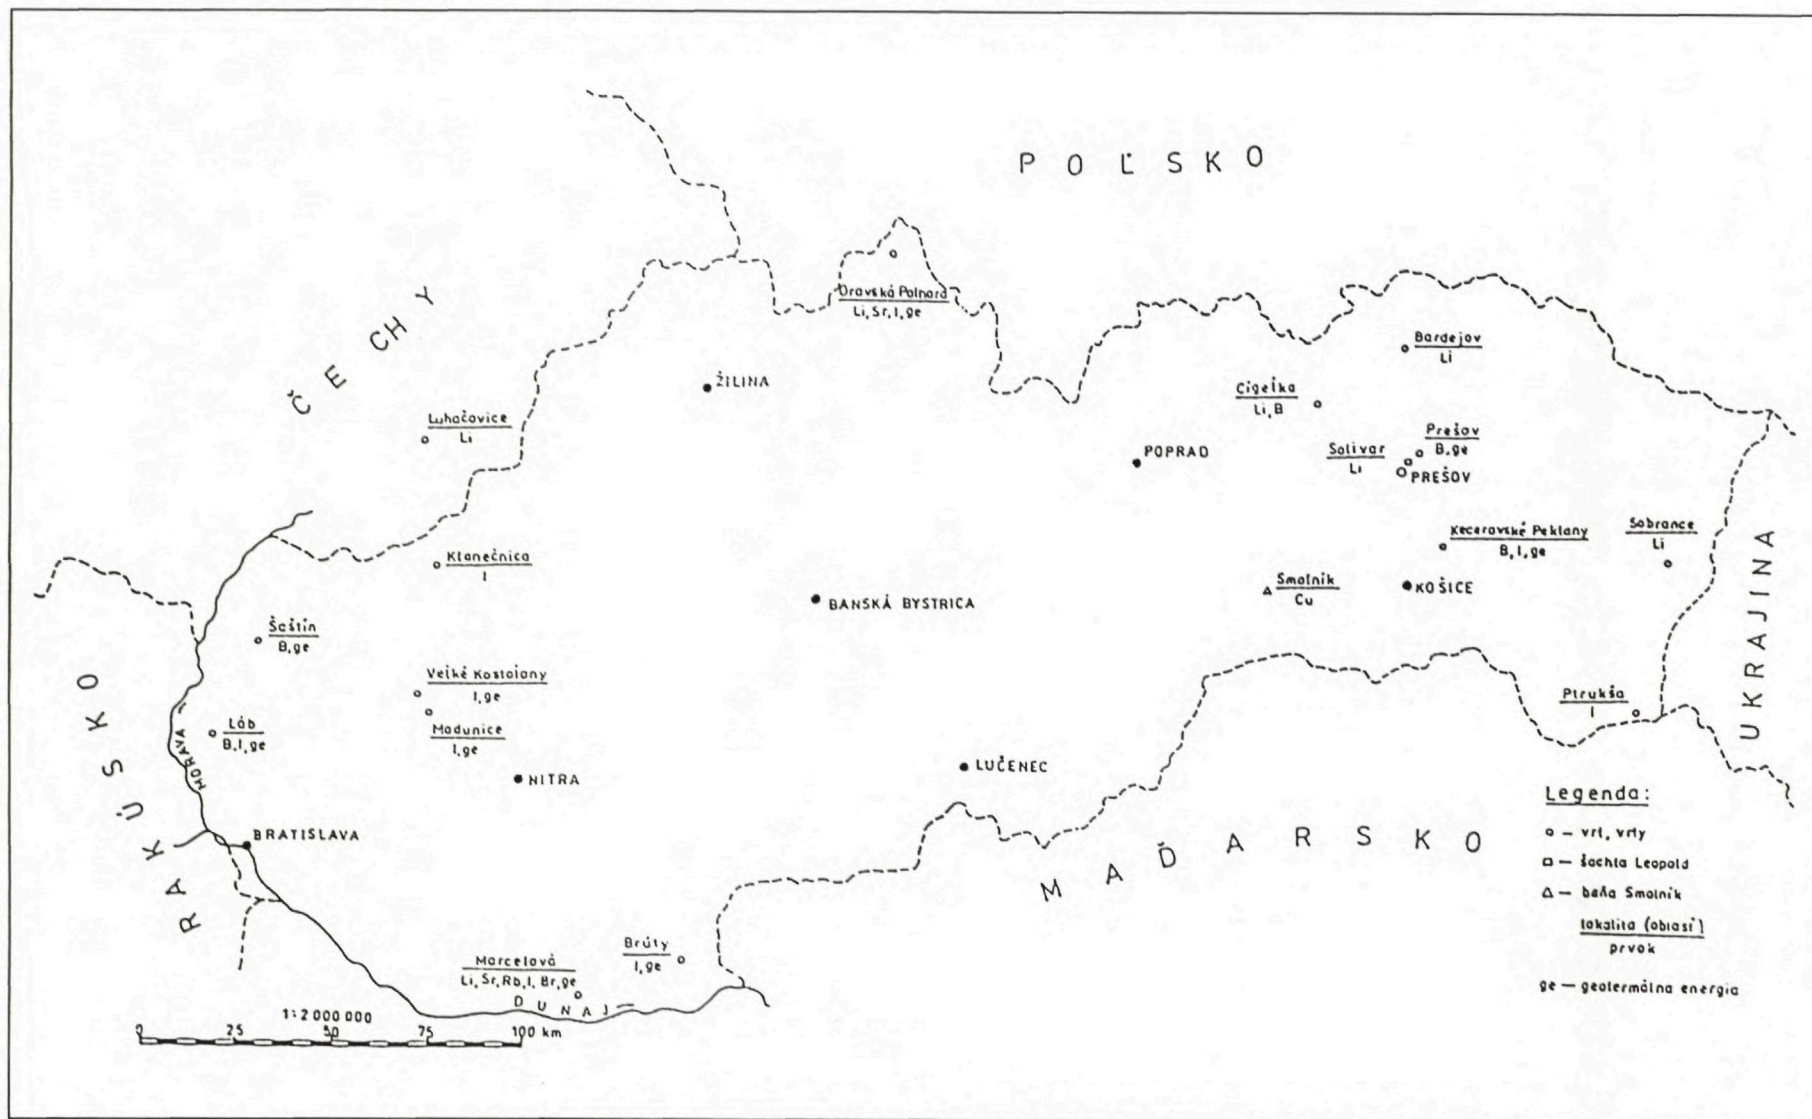 POĽSKO
ČECHY
Oravská Polhora
Li, Sr, I, ge
Bardejov
Li
ŽILINA
Cigeľka
Li, B
Luhačovice
Li
Prešov
B, ge
Solivar
Li
POPRAD
PREŠOV
Kecerovské Pekľany
B, I, ge
Sobrance
Li
Klanečnica
I
Smolník
Cu
KOŠICE
BANSKÁ BYSTRICA
Šaštín
B, ge
UKRAJINA
Veľké Kostoľany
I, ge
Ptrukša
I
Madunice
I, ge
Láb
B, I, ge
MORAVA
RAKÚSKO
NITRA
LUČENEC
BRATISLAVA
MAĎARSKO
Legenda:
o – vrt, vrty
□ – šachta Leopold
△ – baňa Smolník
lokalita (oblasť)
prvok
ge – geotermálna energia
Brúty
I, ge
Marcelová
Li, Sr, Rb, I, Br, ge
DUNAJ
1:2 000 000
0 25 50 75 100 km